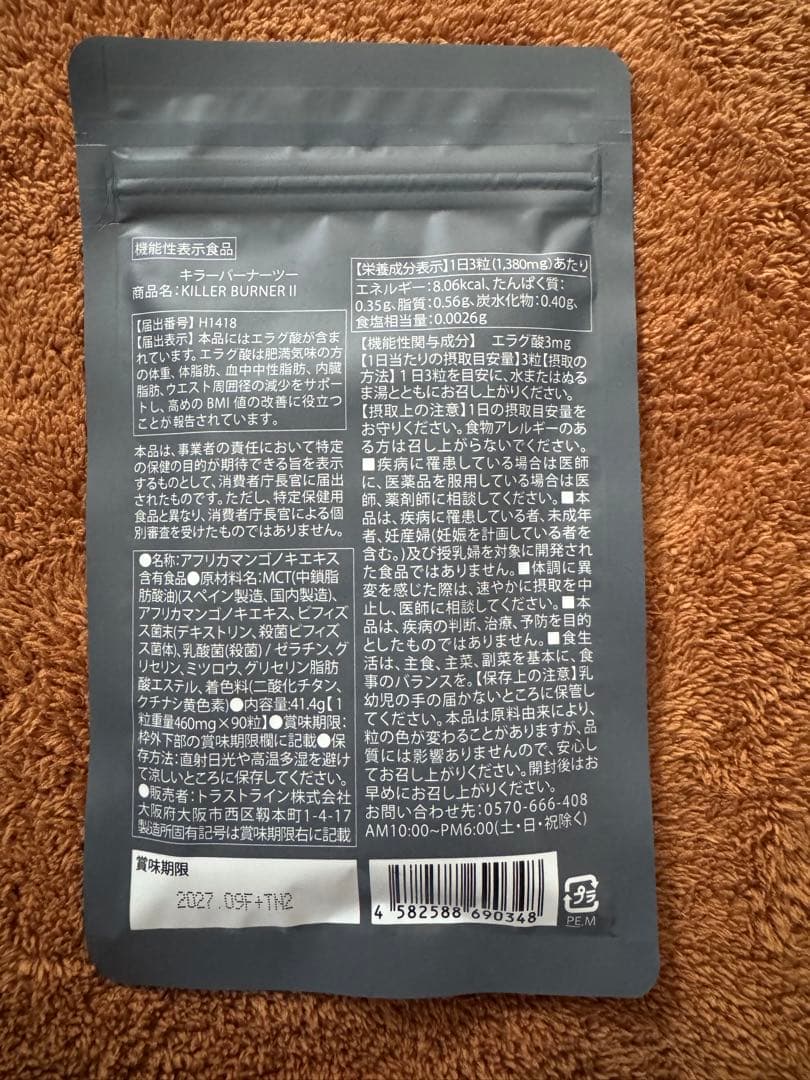 機能性表示食品
キラーバーナーツー
商品名：KILLER BURNER II
【届出番号】H1418
【届出表示】本品にはエラグ酸が含ま
れています。エラグ酸は肥満気味の方
の体重、体脂肪、血中中性脂肪、内臓
脂肪、ウエスト周囲径の減少をサポー
トし、高めのBMI値の改善に役立つ
ことが報告されています。
本品は、事業者の責任において特定
の保健の目的が期待できる旨を表示
するものとして、消費者庁長官に届出
されたものです。ただし、特定保健用
食品と異なり、消費者庁長官による個
別審査を受けたものではありません。
●名称：アフリカマンゴノキエキス
含有食品●原材料名：MCT(中鎖脂
肪酸油)(スペイン製造、国内製造)、
アフリカマンゴノキエキス、ビフィズ
ス菌末(デキストリン、殺菌ビフィズ
ス菌体)、乳酸菌(殺菌) / ゼラチン、グ
リセリン、ミツロウ、グリセリン脂肪
酸エステル、着色料(二酸化チタン、
クチナシ黄色素)●内容量:41.4g【1
粒重量460mg×90粒】●賞味期限：
枠外下部の賞味期限欄に記載●保
存方法：直射日光や高温多湿を避け
て涼しいところに保存してください。
●販売者：トラストライン株式会社
大阪府大阪市西区靱本町1-4-17
製造所固有記号は賞味期限右に記載
【栄養成分表示】1日3粒(1,380mg)あたり
エネルギー：8.06kcal、たんぱく質：
0.35g、脂質：0.56g、炭水化物：0.40g、
食塩相当量：0.0026g
【機能性関与成分】 エラグ酸3mg
【1日当たりの摂取目安量】3粒【摂取の
方法】1日3粒を目安に、水またはぬる
ま湯とともにお召し上がりください。
【摂取上の注意】1日の摂取目安量を
お守りください。食物アレルギーのあ
る方は召し上がらないでください。
■疾病に罹患している場合は医師
に、医薬品を服用している場合は医
師、薬剤師に相談してください。■本
品は、疾病に罹患している者、未成年
者、妊産婦(妊娠を計画している者
を含む。)及び授乳婦を対象に開発され
た食品ではありません。■体調に異
変を感じた際は、速やかに摂取を中
止し、医師に相談してください。■本
品は、疾病の診断、治療、予防を目的
としたものではありません。■食生
活は、主食、主菜、副菜を基本に、食
事のバランスを。【保存上の注意】乳
幼児の手の届かないところに保管し
てください。本品は原料由来により、
粒の色が変わることがありますが、品
質には影響ありませんので、安心し
てお召し上がりください。開封後はお
早めにお召し上がりください。
お問い合わせ先：0570-666-408
AM10:00~PM6:00(土・日・祝除く)
賞味期限
2027.09F+TN2
4 582588 690348
プラ
PE.M